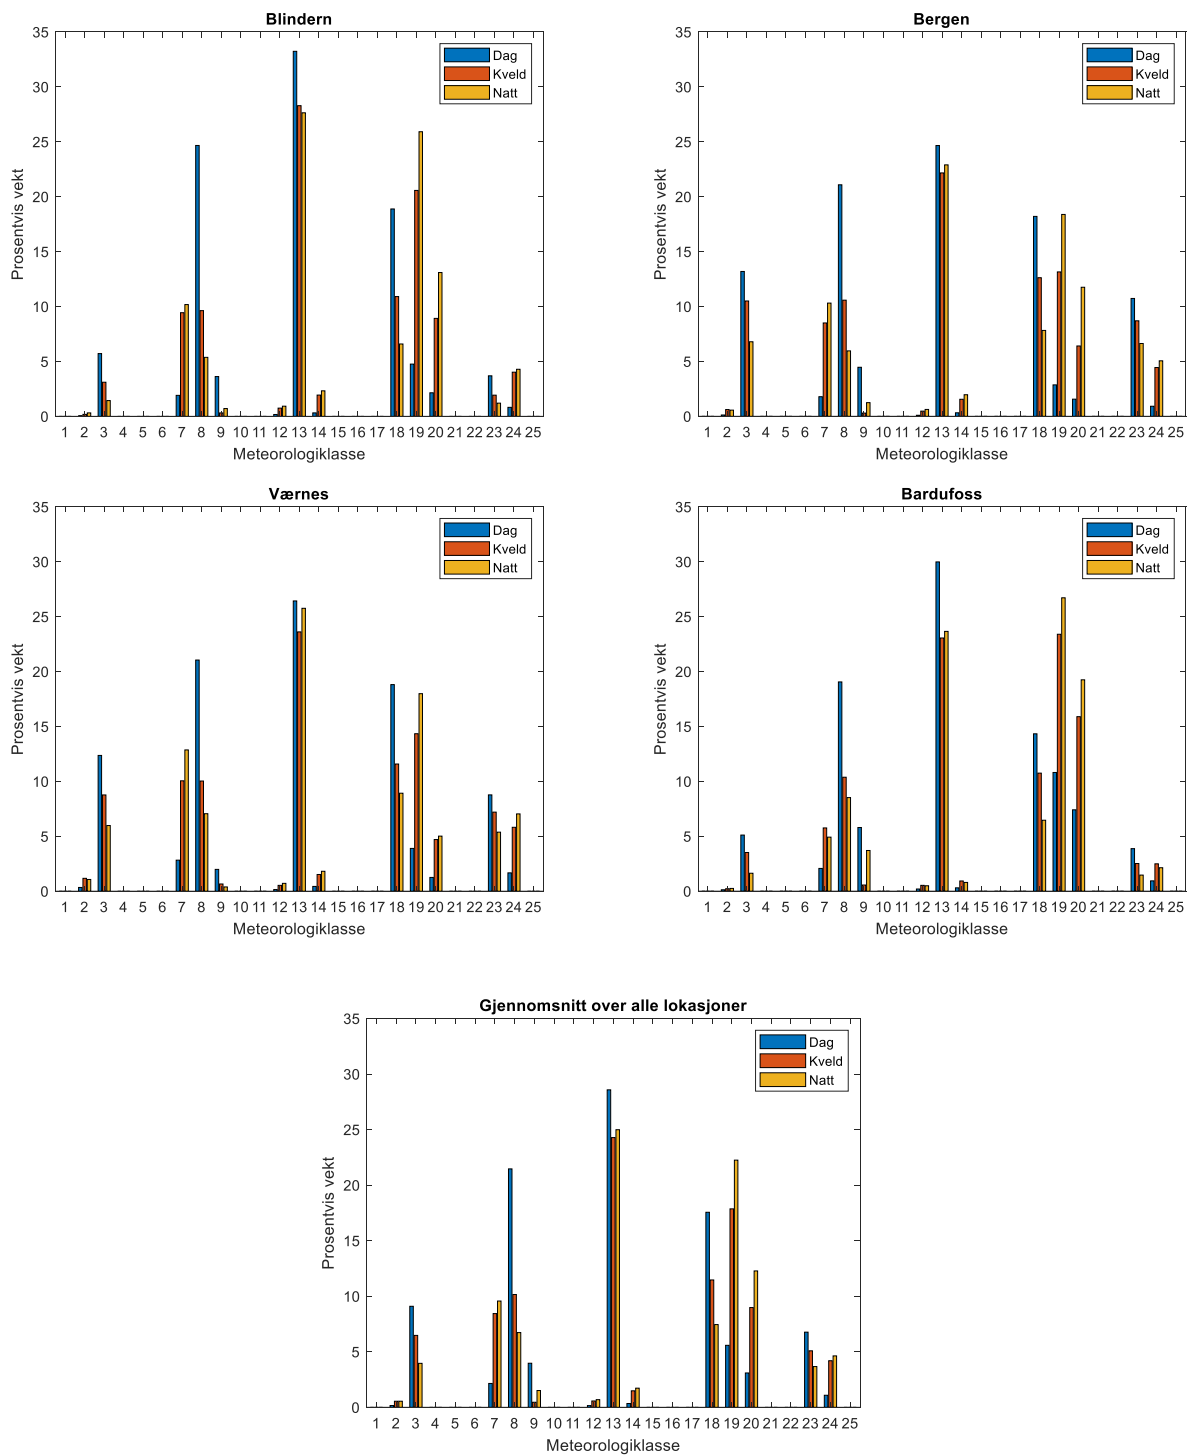 Blindern
35
30
25
20
15
10
5
0
Prosentvis vekt
Dag
Kveld
Natt
1 2 3 4 5 6 7 8 9 10 11 12 13 14 15 16 17 18 19 20 21 22 23 24 25
Meteorologiklasse
Bergen
35
30
25
20
15
10
5
0
Prosentvis vekt
Dag
Kveld
Natt
1 2 3 4 5 6 7 8 9 10 11 12 13 14 15 16 17 18 19 20 21 22 23 24 25
Meteorologiklasse
Værnes
35
30
25
20
15
10
5
0
Prosentvis vekt
Dag
Kveld
Natt
1 2 3 4 5 6 7 8 9 10 11 12 13 14 15 16 17 18 19 20 21 22 23 24 25
Meteorologiklasse
Bardufoss
35
30
25
20
15
10
5
0
Prosentvis vekt
Dag
Kveld
Natt
1 2 3 4 5 6 7 8 9 10 11 12 13 14 15 16 17 18 19 20 21 22 23 24 25
Meteorologiklasse
Gjennomsnitt over alle lokasjoner
35
30
25
20
15
10
5
0
Prosentvis vekt
Dag
Kveld
Natt
1 2 3 4 5 6 7 8 9 10 11 12 13 14 15 16 17 18 19 20 21 22 23 24 25
Meteorologiklasse